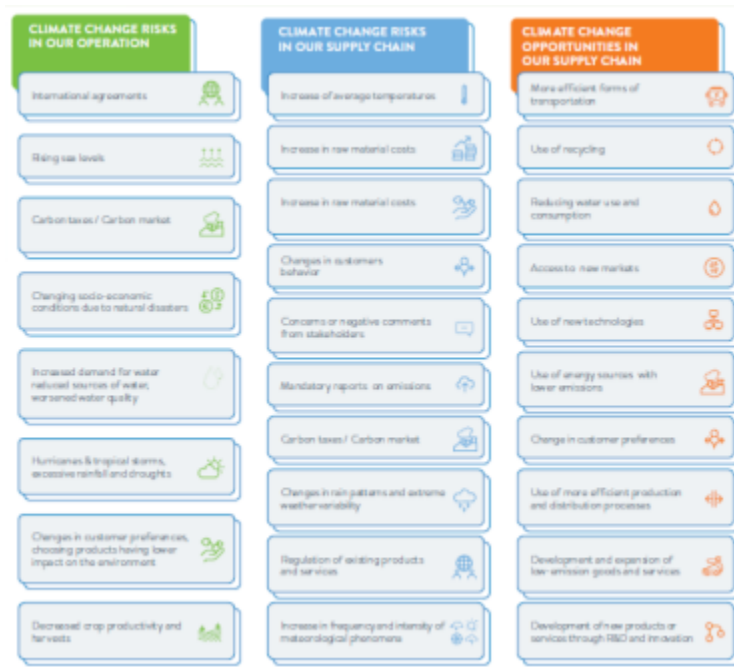 CLIMATE CHANGE RISKS
IN OUR OPERATION
International agreements
Rising sea levels
Carbon taxes / Carbon market
Changing socio-economic
conditions due to natural disasters
Increased demand for water
reduced sources of water,
worsened water quality
Hurricanes & tropical storms,
excessive rainfall and droughts
Changes in customer preferences,
choosing products having lower
impact on the environment
Decreased crop productivity and
harvests
CLIMATE CHANGE RISKS
IN OUR SUPPLY CHAIN
Increase of average temperatures
Increase in raw material costs
Increase in raw material costs
Changes in customers
behavior
Concerns or negative comments
from stakeholders
Mandatory reports on emissions
Carbon taxes / Carbon market
Changes in rain patterns and extreme
weather variability
Regulation of existing products
and services
Increase in frequency and intensity of
meteorological phenomena
CLIMATE CHANGE
OPPORTUNITIES IN
OUR SUPPLY CHAIN
More efficient forms of
transportation
Use of recycling
Reducing water use and
consumption
Access to new markets
Use of new technologies
Use of energy sources with
lower emissions
Change in customer preferences
Use of more efficient production
and distribution processes
Development and expansion of
low-emission goods and services
Development of new products or
services through R&D and innovation